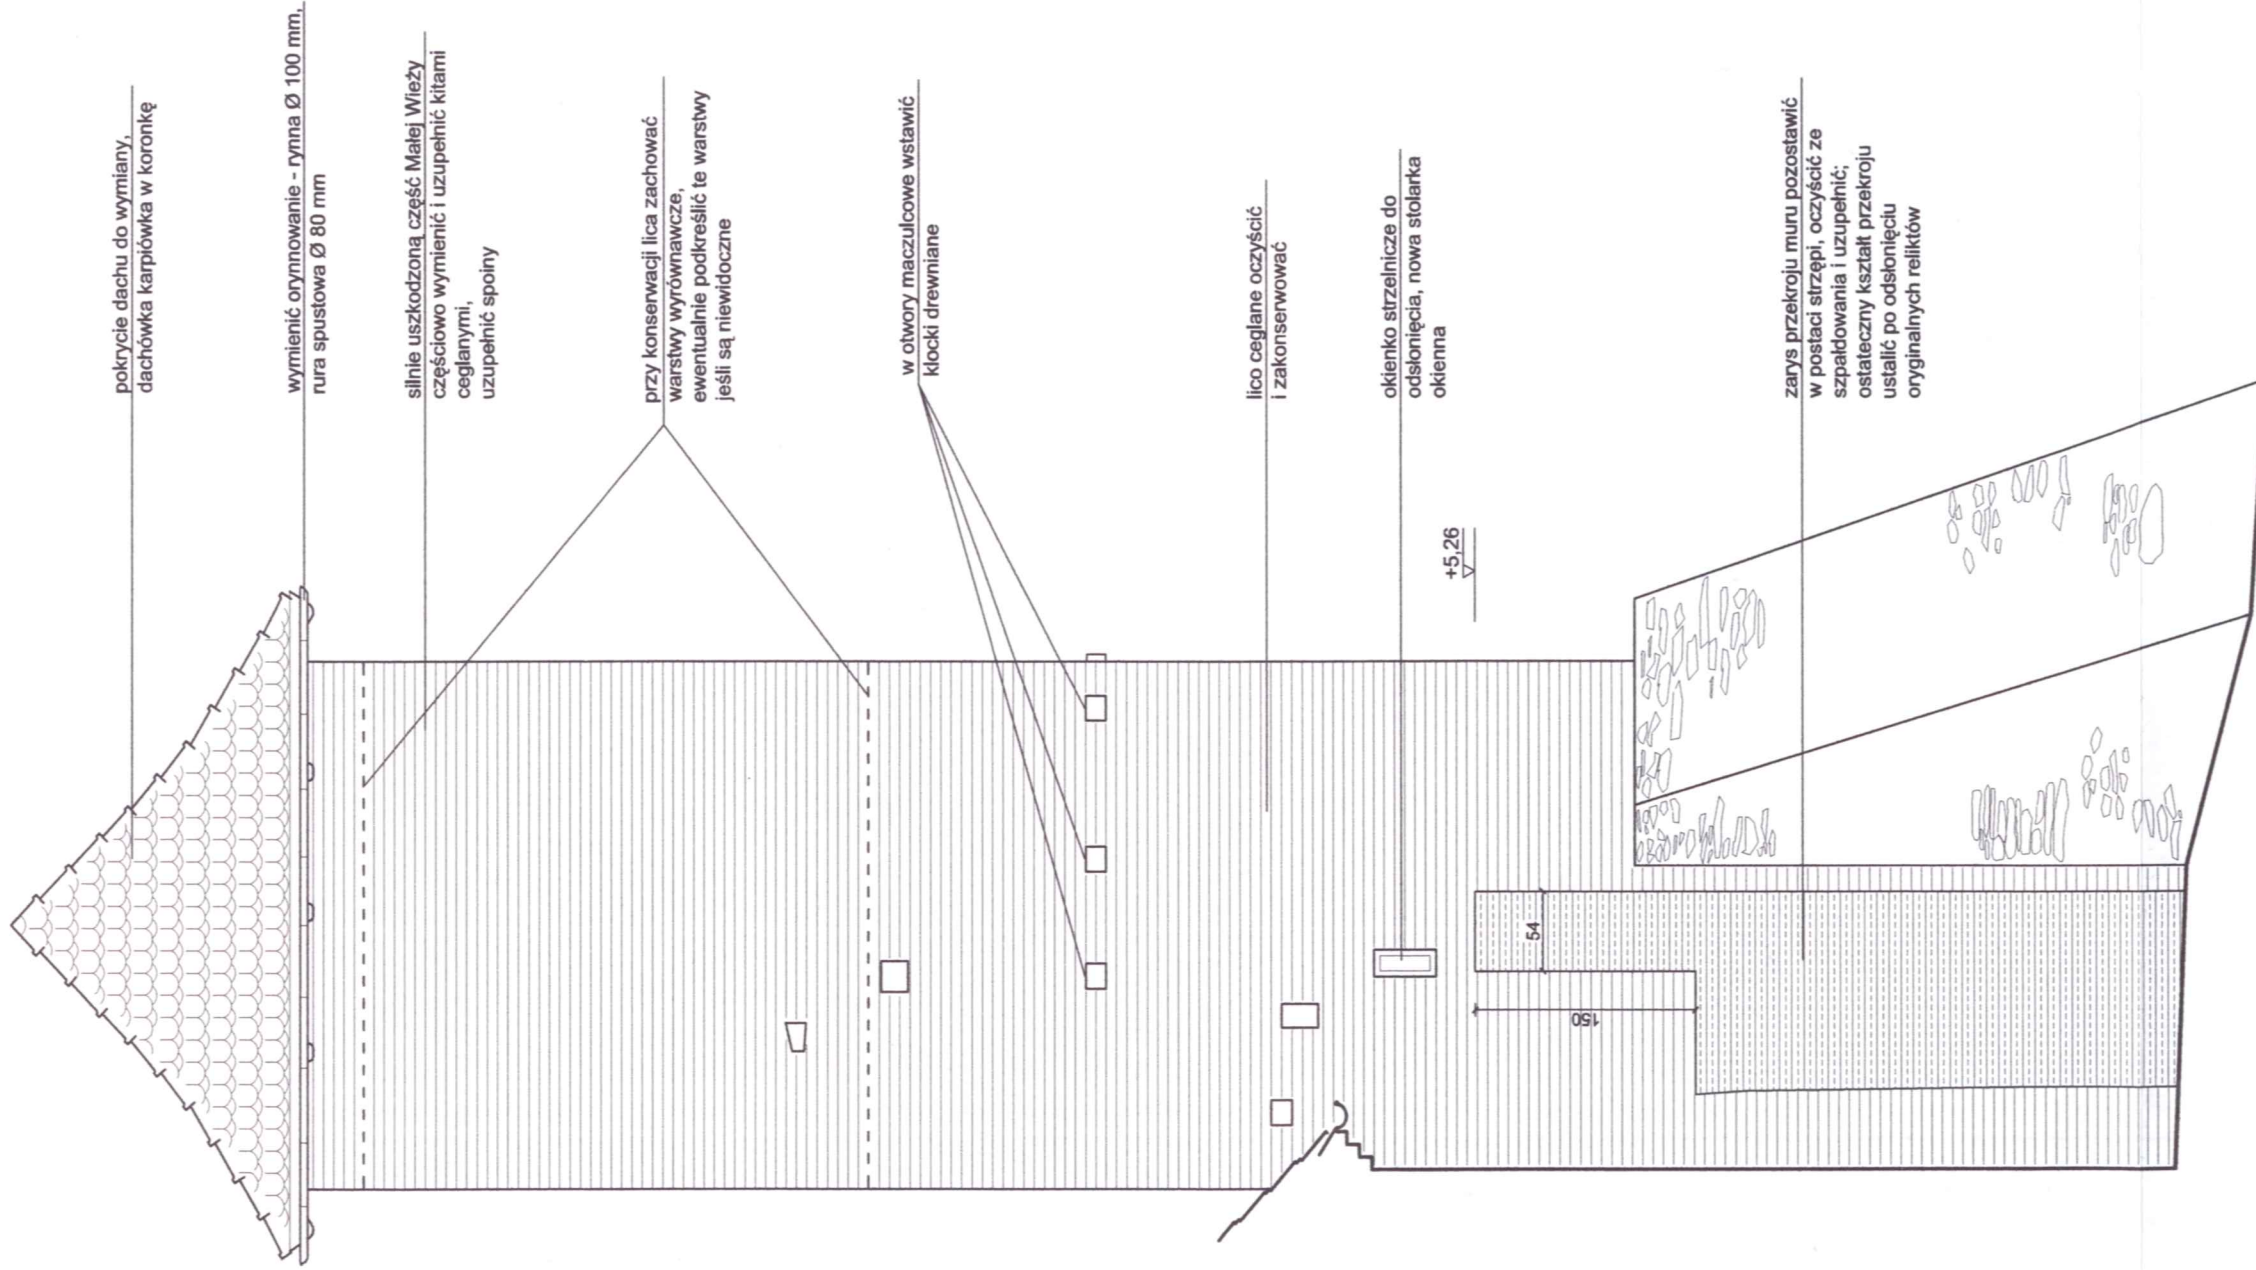 pokrycie dachu do wymiany,
dachówka karpiówka w koronkę
wymienić orynnowanie - rynna Ø 100 mm,
rura spustowa Ø 80 mm
silnie uszkodzoną część Małej Wieży
częściowo wymienić i uzupełnić kitami
ceglanymi,
uzupełnić spoiny
przy konserwacji lica zachować
warstwy wyrównawcze,
ewentualnie podkreślić te warstwy
jeśli są niewidoczne
w otwory maczulcowe wstawić
klocki drewniane
lico ceglane oczyścić
i zakonserwować
okienko strzelnicze do
odsłonięcia, nowa stolarka
okienna
+5,26
54
150
zarys przekroju muru pozostawić
w postaci strzępi, oczyścić ze
szpałdowania i uzupełnić;
ostateczny kształt przekroju
ustalić po odsłonięciu
oryginalnych reliktów